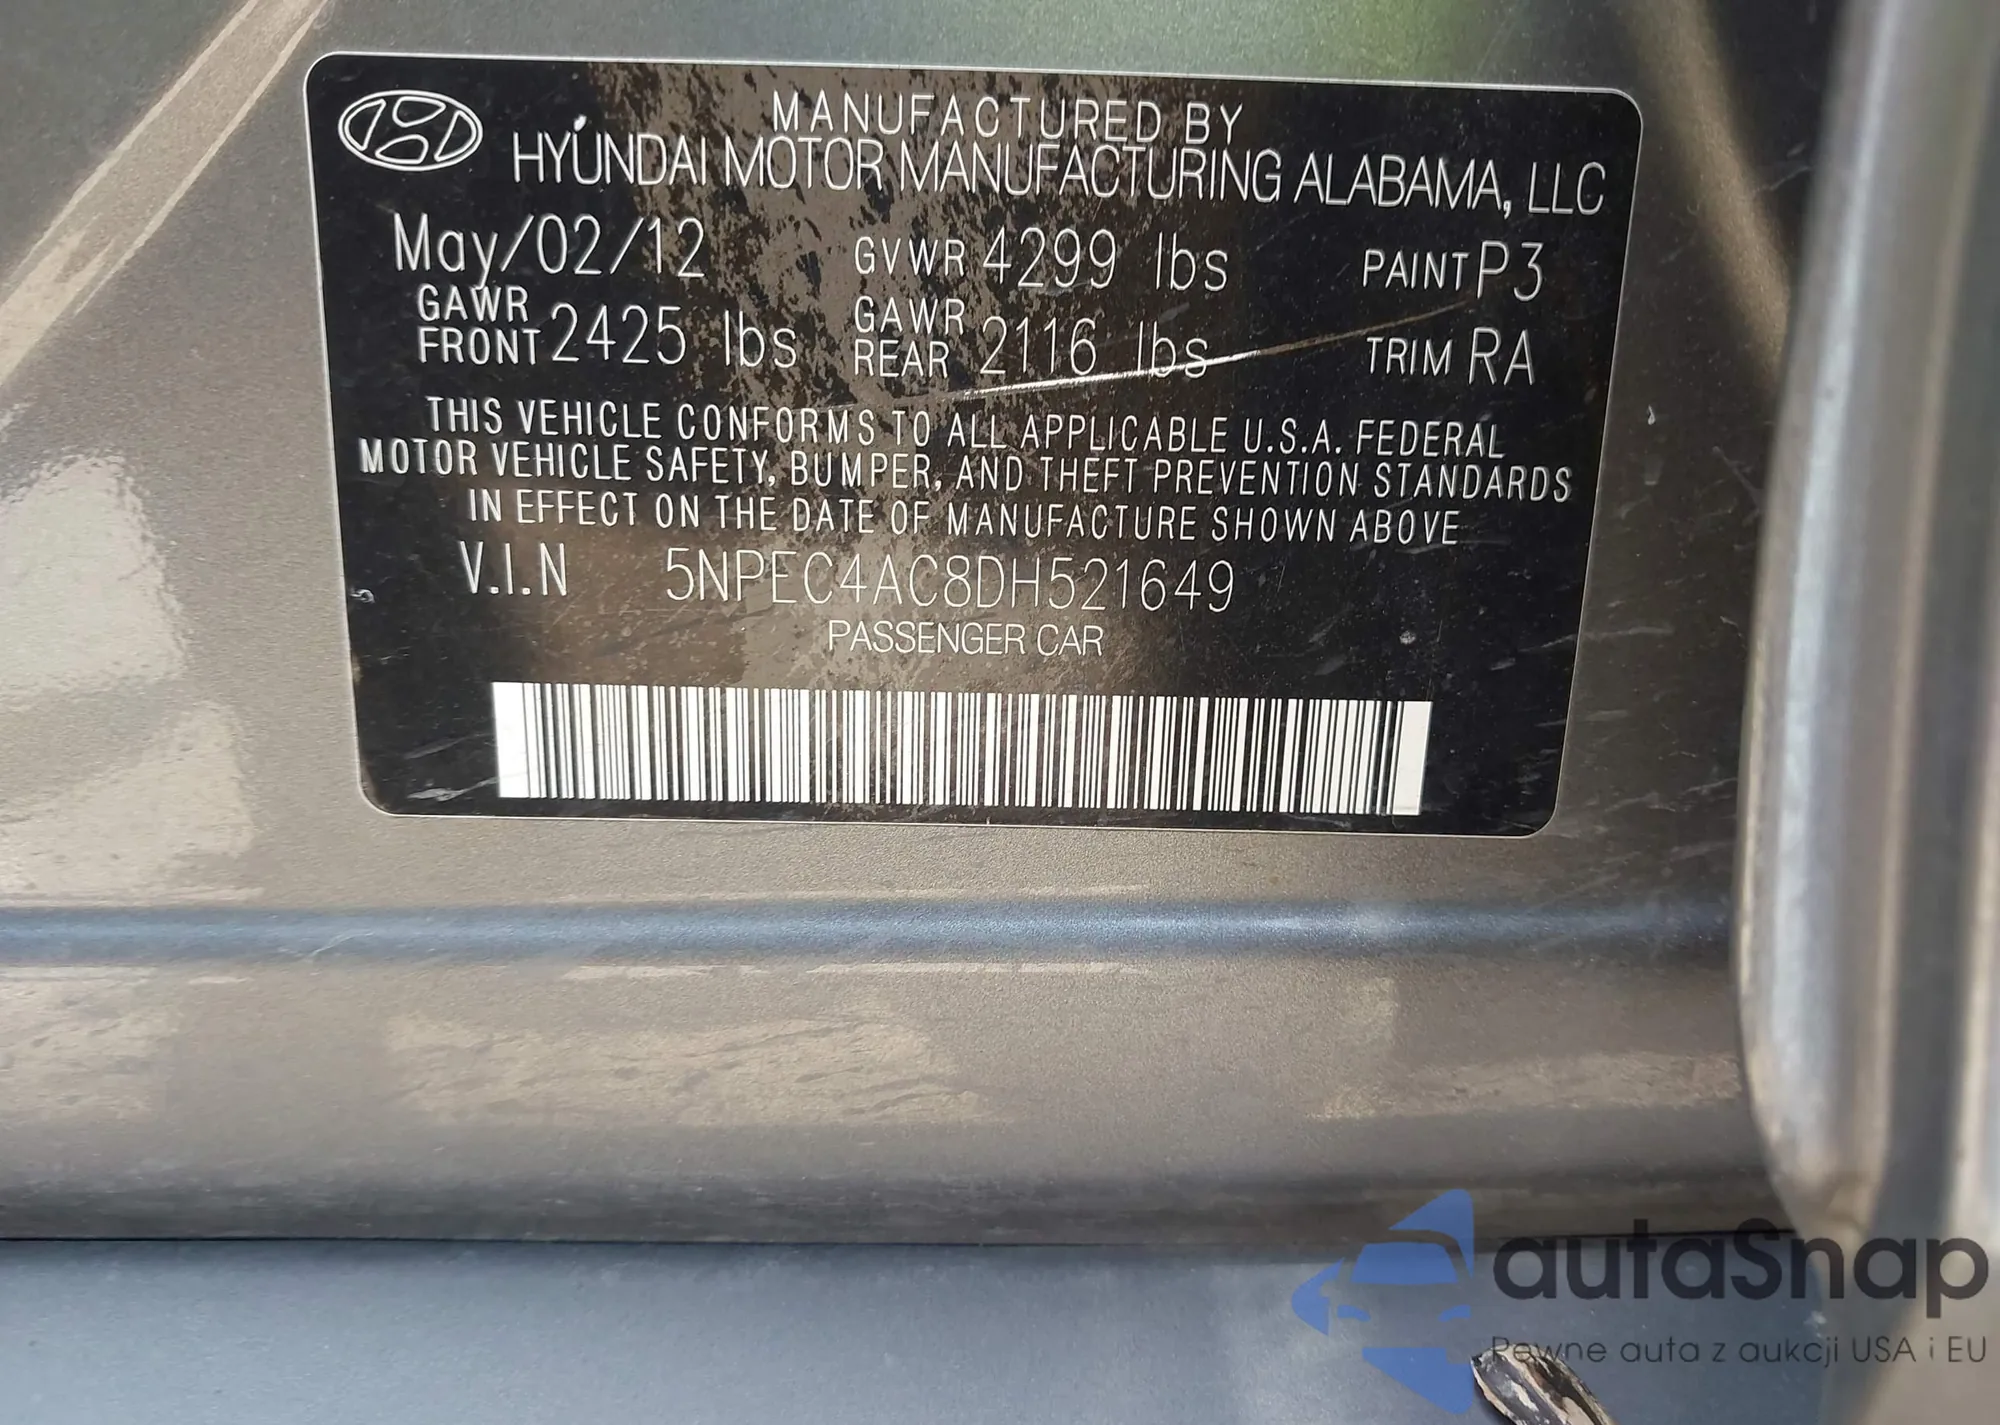 MANUFACTURED BY
HYUNDAI MOTOR MANUFACTURING ALABAMA, LLC
May/02/12 GVWR 4299 lbs PAINT P3
GAWR FRONT 2425 lbs GAWR REAR 2116 lbs TRIM RA
THIS VEHICLE CONFORMS TO ALL APPLICABLE U.S.A. FEDERAL
MOTOR VEHICLE SAFETY, BUMPER, AND THEFT PREVENTION STANDARDS
IN EFFECT ON THE DATE OF MANUFACTURE SHOWN ABOVE
V.I.N 5NPEC4AC8DH521649
PASSENGER CAR
autaSnap
Pewne auta z aukcji USA i EU